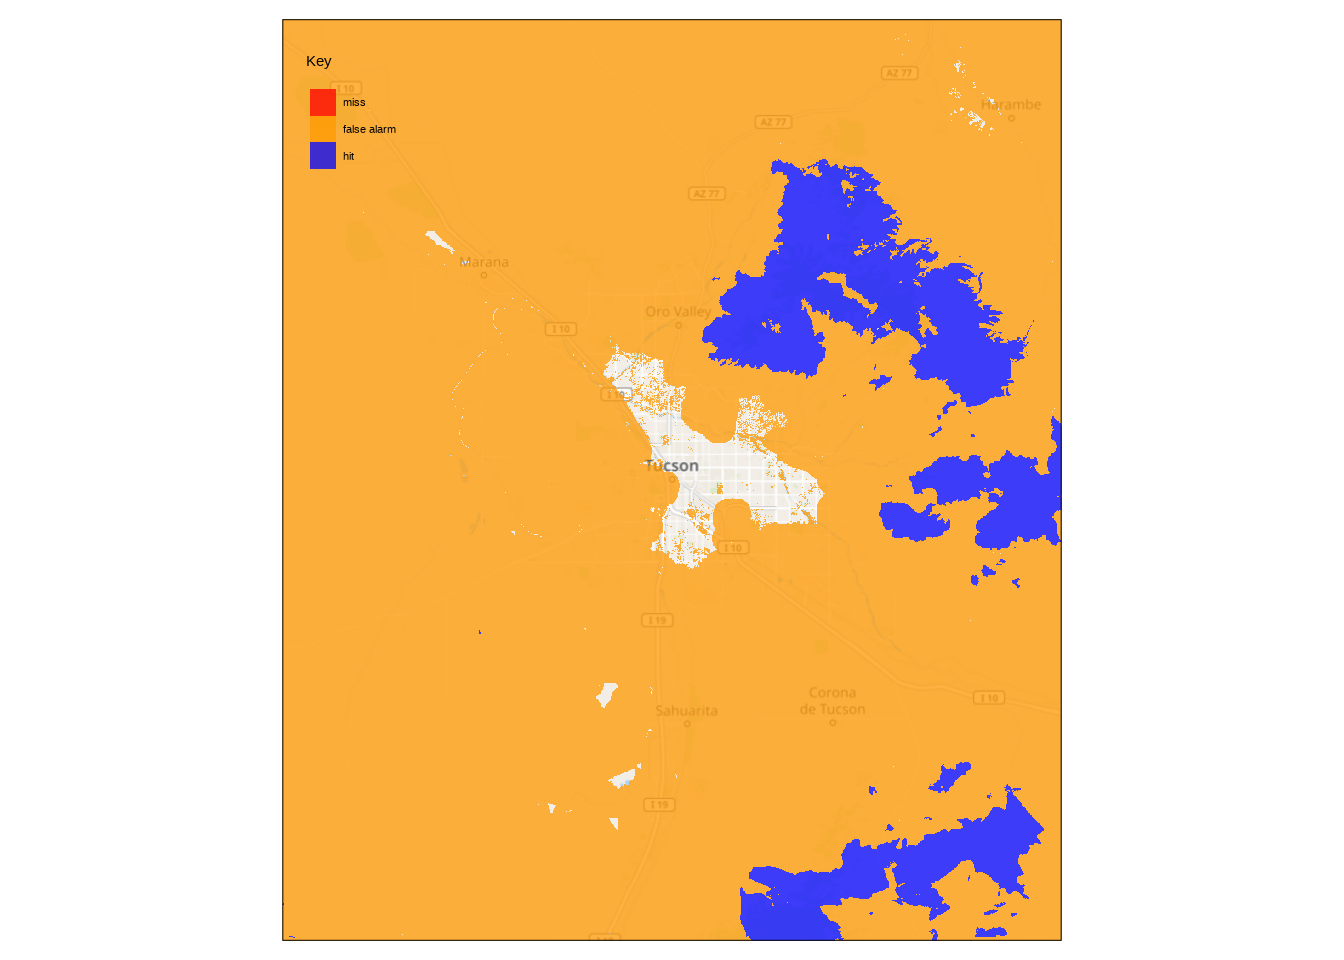 Key
miss
false alarm
hit
I 10
AZ 77
Harambe
AZ 77
AZ 77
Marana
Oro Valley
I 10
I 10
Tucson
I 10
I 19
Corona
de Tucson
I 10
Sahuarita
I 19